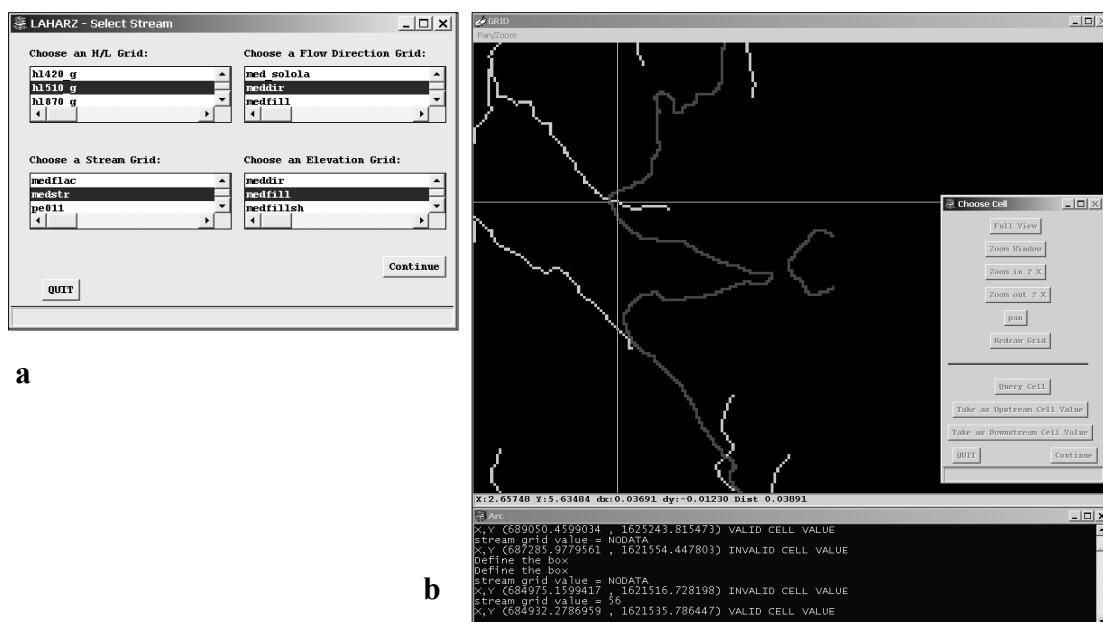 LAHARZ - Select Stream
Choose an H/L Grid:
hl420_g
hl510_g
hl870_g
Choose a Flow Direction Grid:
med_solola
meddir
medfill
Choose a Stream Grid:
medflac
medstr
pe011
Choose an Elevation Grid:
meddir
medfill
medfillsh
Continue
QUIT
a
GRID
Pan/Zoom
Choose Cell
Full View
Zoom Window
Zoom in 2 X
Zoom out 2 X
pan
Redraw Grid
Query Cell
Take as Upstream Cell Value
Take as Downstream Cell Value
QUIT
Continue
X:2.65748 Y:5.63484 dx:0.03691 dy:-0.01230 Dist 0.03891
Arc
X,Y (689050.4599034 , 1625243.815473) VALID CELL VALUE
stream grid value = NODATA
X,Y (687285.9779561 , 1621554.447803) INVALID CELL VALUE
Define the box
Define the box
stream grid value = NODATA
X,Y (684975.1599417 , 1621516.728198) INVALID CELL VALUE
stream grid value = 56
X,Y (684932.2786959 , 1621535.786447) VALID CELL VALUE
b